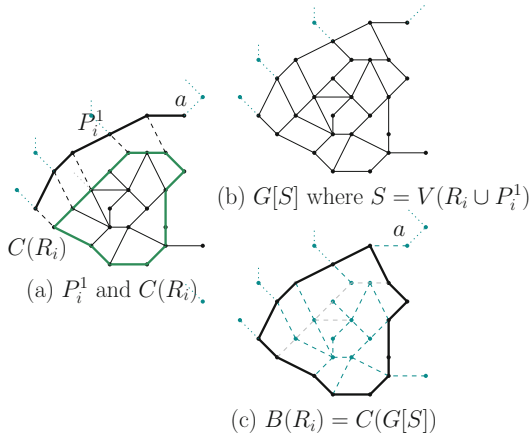 a
P_i^1
C(R_i)
(a) P_i^1 and C(R_i)
(b) G[S] where S = V(R_i ∪ P_i^1)
a
(c) B(R_i) = C(G[S])